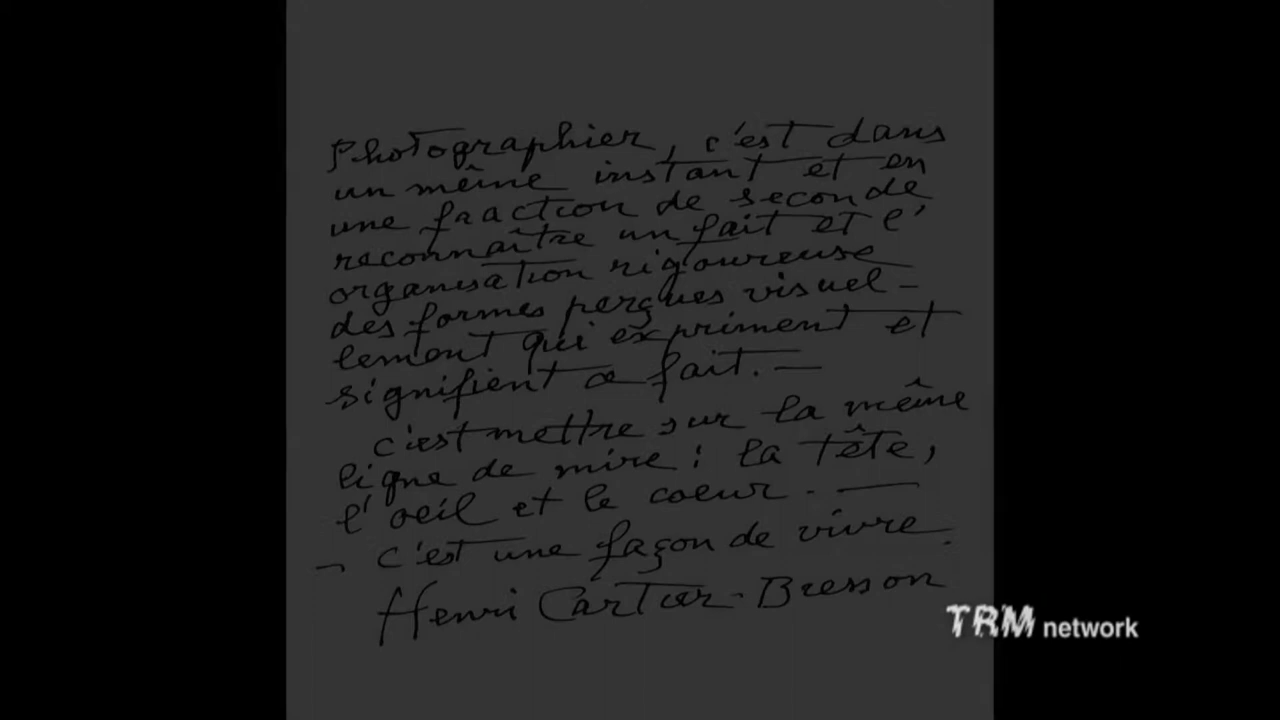 Photographier, c'est dans
un même instant et en
une fraction de seconde
reconnaître un fait et l'
organisation rigoureuse
des formes perçues visuel-
lement qui expriment et
signifient ce fait. —
c'est mettre sur la même
ligne de mire : la tête,
l'oeil et le coeur. —
¬ c'est une façon de vivre.
Henri Cartier-Bresson
TRM network